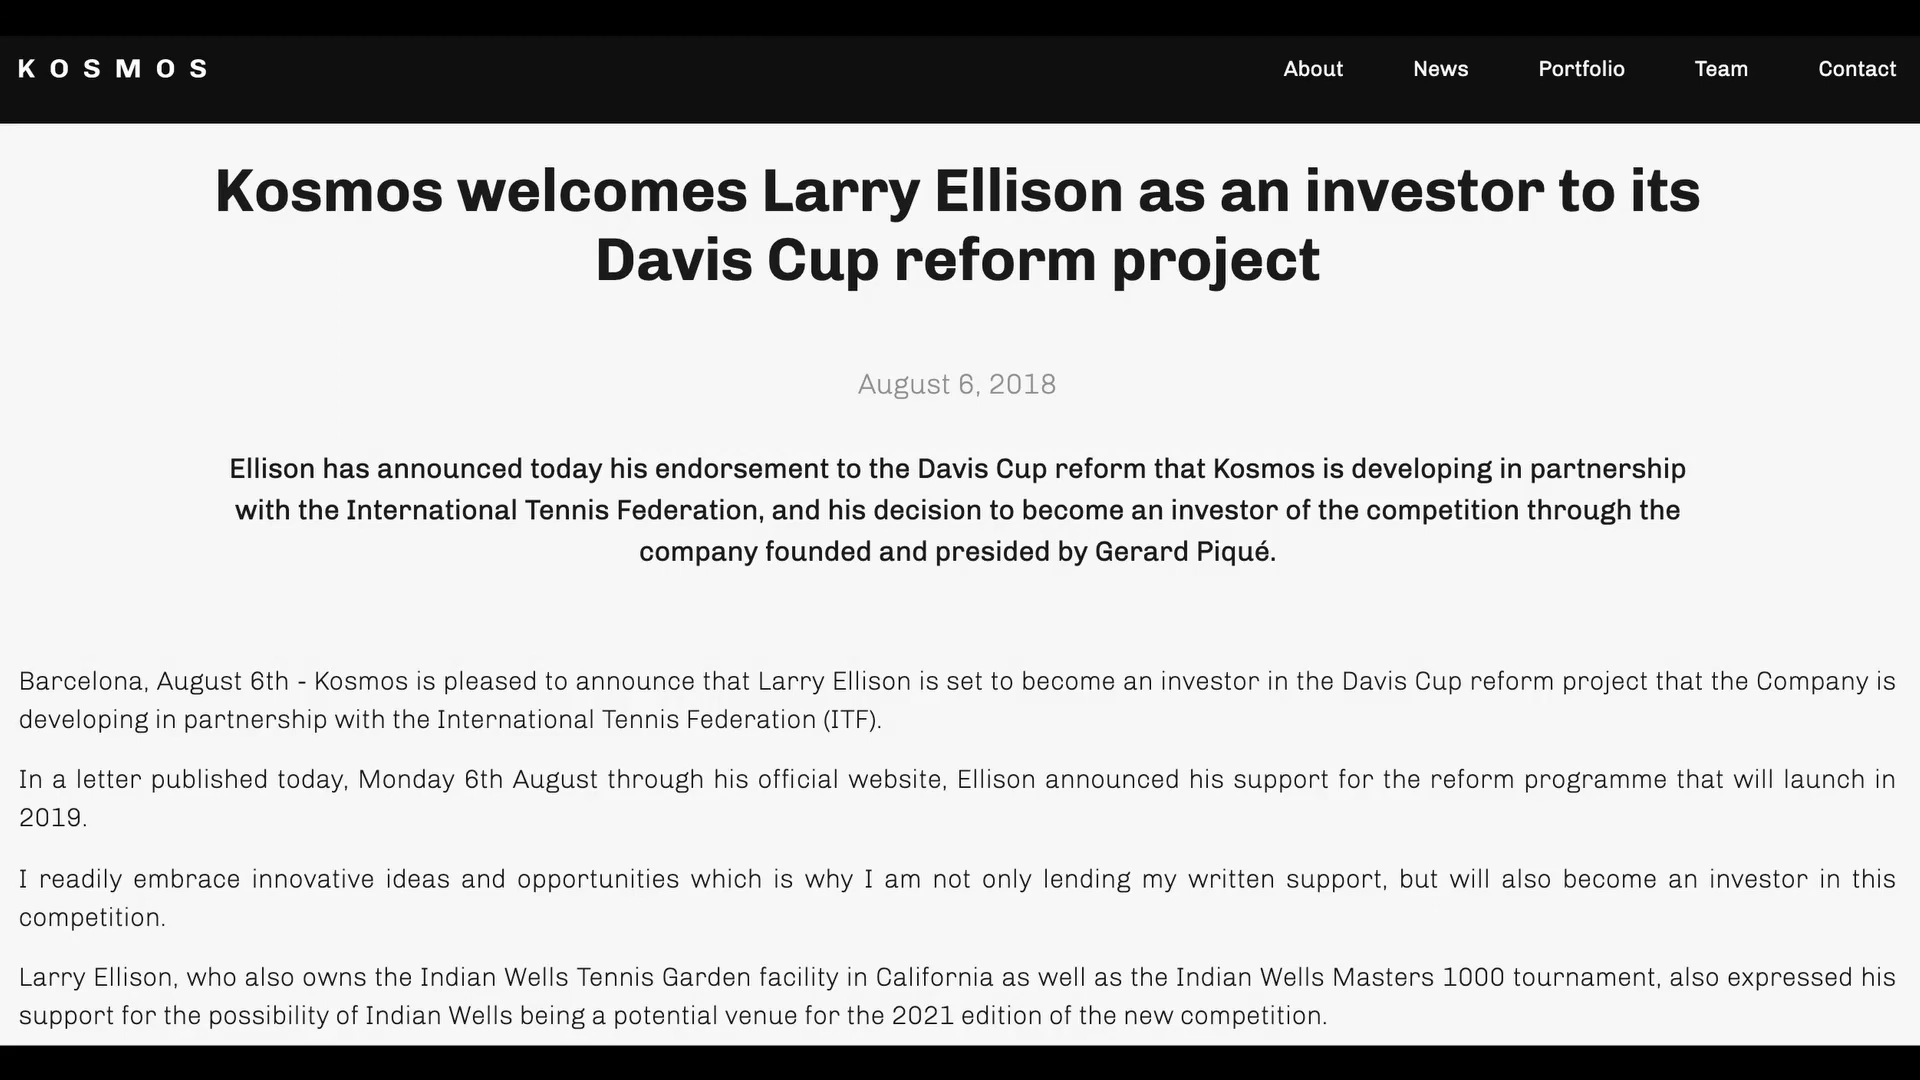 KOSMOS
About News Portfolio Team Contact
Kosmos welcomes Larry Ellison as an investor to its
Davis Cup reform project
August 6, 2018
Ellison has announced today his endorsement to the Davis Cup reform that Kosmos is developing in partnership
with the International Tennis Federation, and his decision to become an investor of the competition through the
company founded and presided by Gerard Piqué.
Barcelona, August 6th - Kosmos is pleased to announce that Larry Ellison is set to become an investor in the Davis Cup reform project that the Company is
developing in partnership with the International Tennis Federation (ITF).
In a letter published today, Monday 6th August through his official website, Ellison announced his support for the reform programme that will launch in
2019.
I readily embrace innovative ideas and opportunities which is why I am not only lending my written support, but will also become an investor in this
competition.
Larry Ellison, who also owns the Indian Wells Tennis Garden facility in California as well as the Indian Wells Masters 1000 tournament, also expressed his
support for the possibility of Indian Wells being a potential venue for the 2021 edition of the new competition.